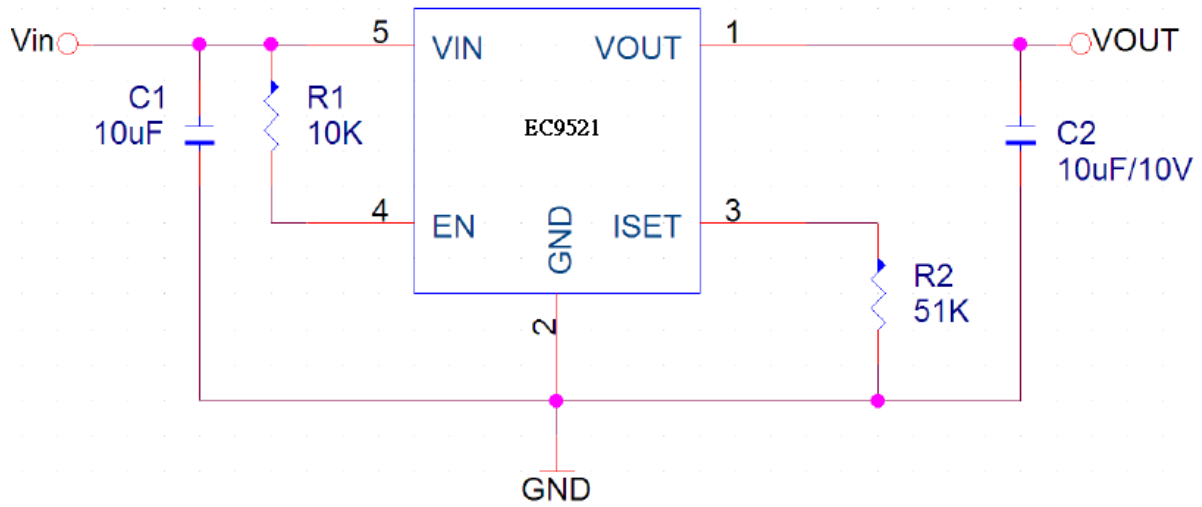 Vin
5
VIN
VOUT
1
VOUT
C1
10uF
R1
10K
EC9521
C2
10uF/10V
4
EN
GND
ISET
3
R2
51K
2
GND